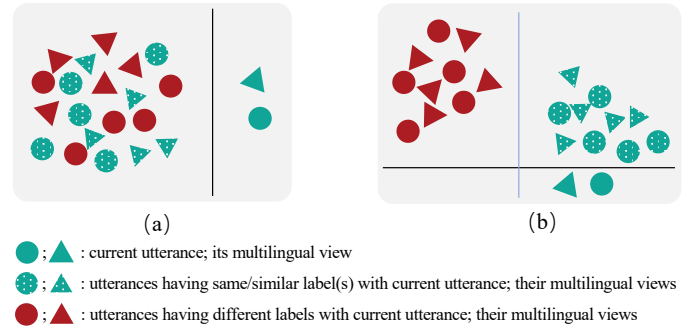 (a)
(b)
; : current utterance; its multilingual view
; : utterances having same/similar label(s) with current utterance; their multilingual views
; : utterances having different labels with current utterance; their multilingual views